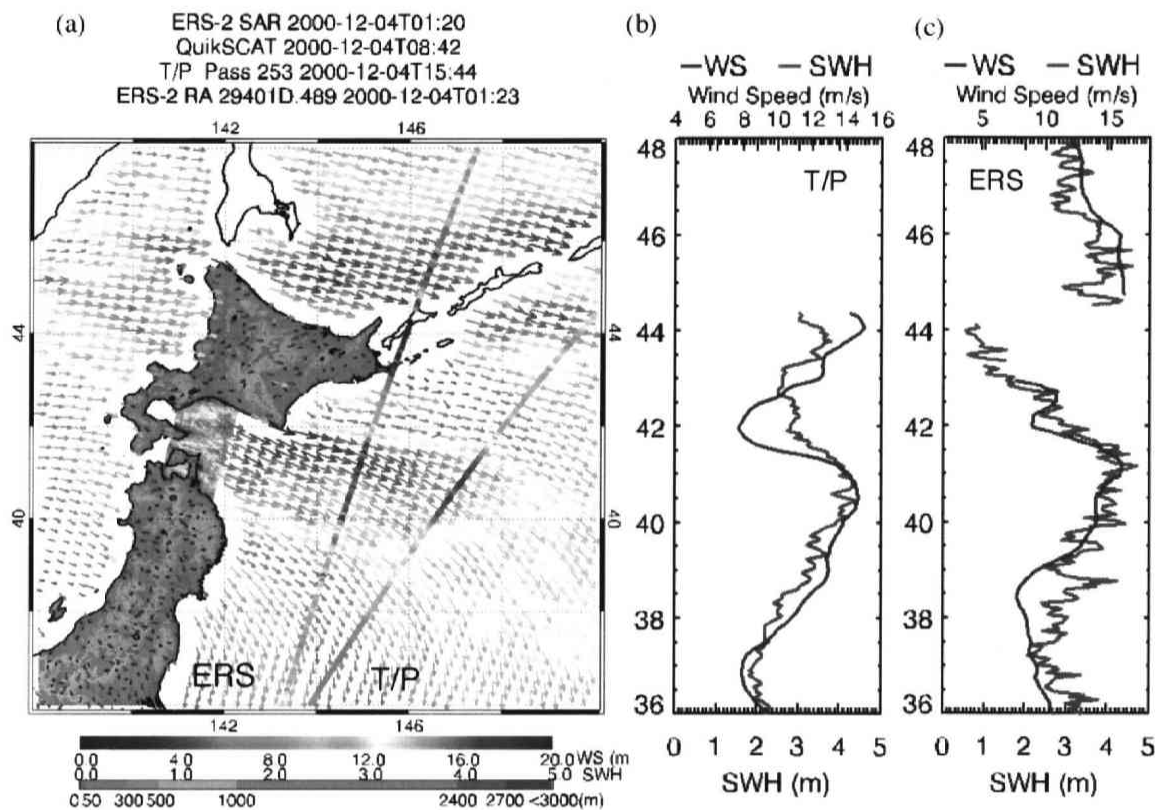 (a)
ERS-2 SAR 2000-12-04T01:20
QuikSCAT 2000-12-04T08:42
T/P Pass 253 2000-12-04T15:44
ERS-2 RA 29401D.489 2000-12-04T01:23
142 146
44 44
40 40
ERS T/P
142 146
0.0 4.0 8.0 12.0 16.0 20.0 WS (m
0.0 1.0 2.0 3.0 4.0 5.0 SWH
0 50 300 500 1000 2400 2700 <3000(m)
(b)
WS SWH
Wind Speed (m/s)
4 6 8 10 12 14 16
T/P
48
46
44
42
40
38
36
0 1 2 3 4 5
SWH (m)
(c)
WS SWH
Wind Speed (m/s)
5 10 15
ERS
48
46
44
42
40
38
36
0 1 2 3 4 5
SWH (m)